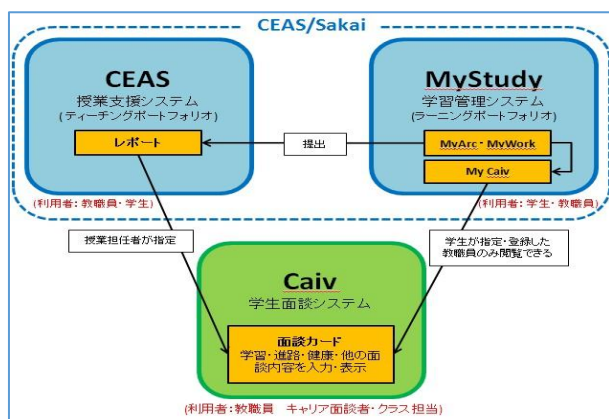 CEAS/Sakai
CEAS
授業支援システム
(ティーチングポートフォリオ)
レポート
(利用者:教職員・学生)
提出
MyStudy
学習管理システム
(ラーニングポートフォリオ)
MyArc・MyWork
My Caiv
(利用者:学生・教職員)
授業担任者が指定
学生が指定・登録した
教職員のみ閲覧できる
Caiv
学生面談システム
面談カード
学習・進路・健康・他の面
談内容を入力・表示
(利用者:教職員 キャリア面談者・クラス担当)